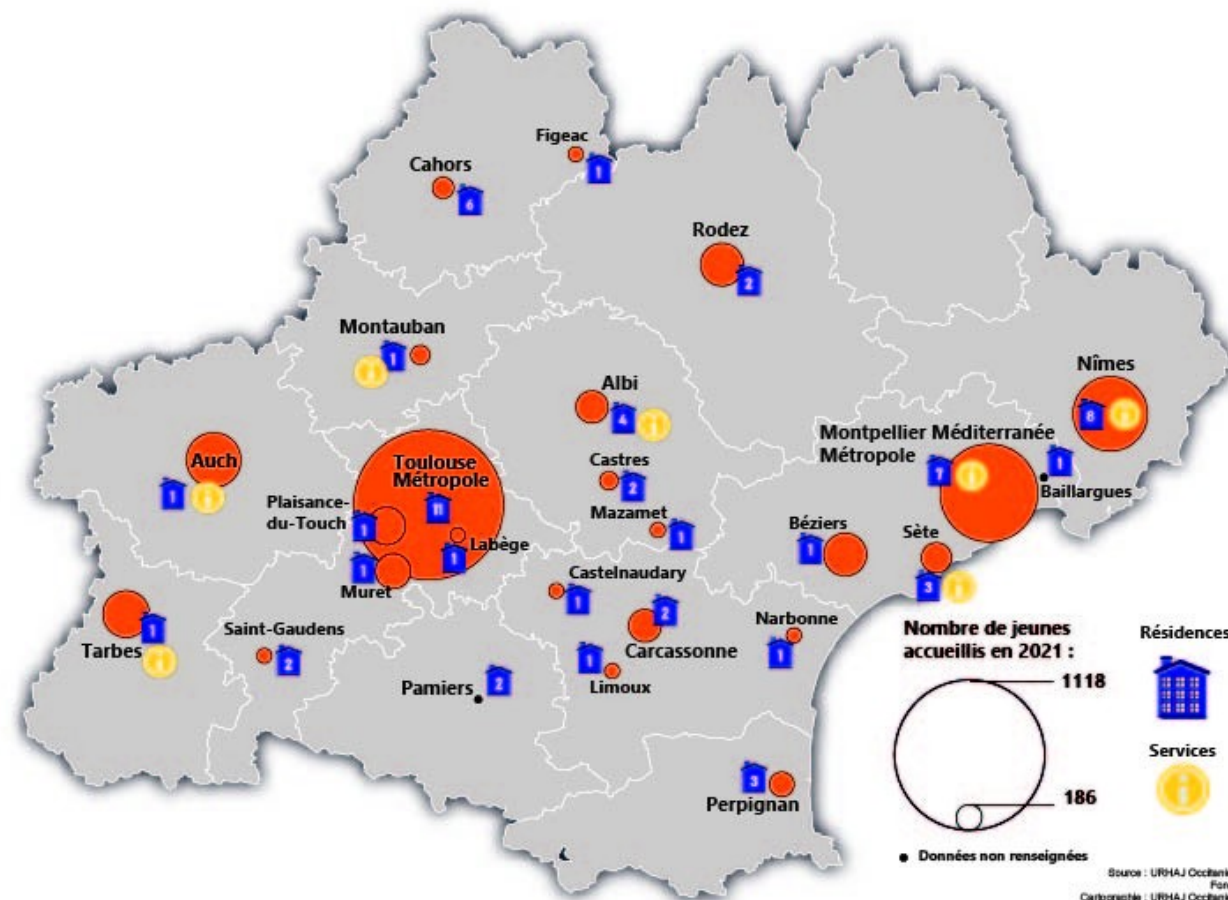 Figeac
1
Cahors
6
Rodez
2
Montauban
1
Nîmes
8
Albi
4
Auch
1
Toulouse
Métropole
11
Castres
2
Montpellier Méditerranée
Métropole
7
1
Baillargues
Plaisance-
du-Touch
1
Mazamet
1
Labège
1
Béziers
1
Sète
3
Muret
1
Castelnaudary
1
Tarbes
1
Saint-Gaudens
2
Carcassonne
2
Narbonne
1
Limoux
1
Pamiers
2
Perpignan
3
Nombre de jeunes
accueillis en 2021 :
1118
186
Données non renseignées
Résidences
Services
Source : URHAJ Occitani
Cartographie : URHAJ Occitani